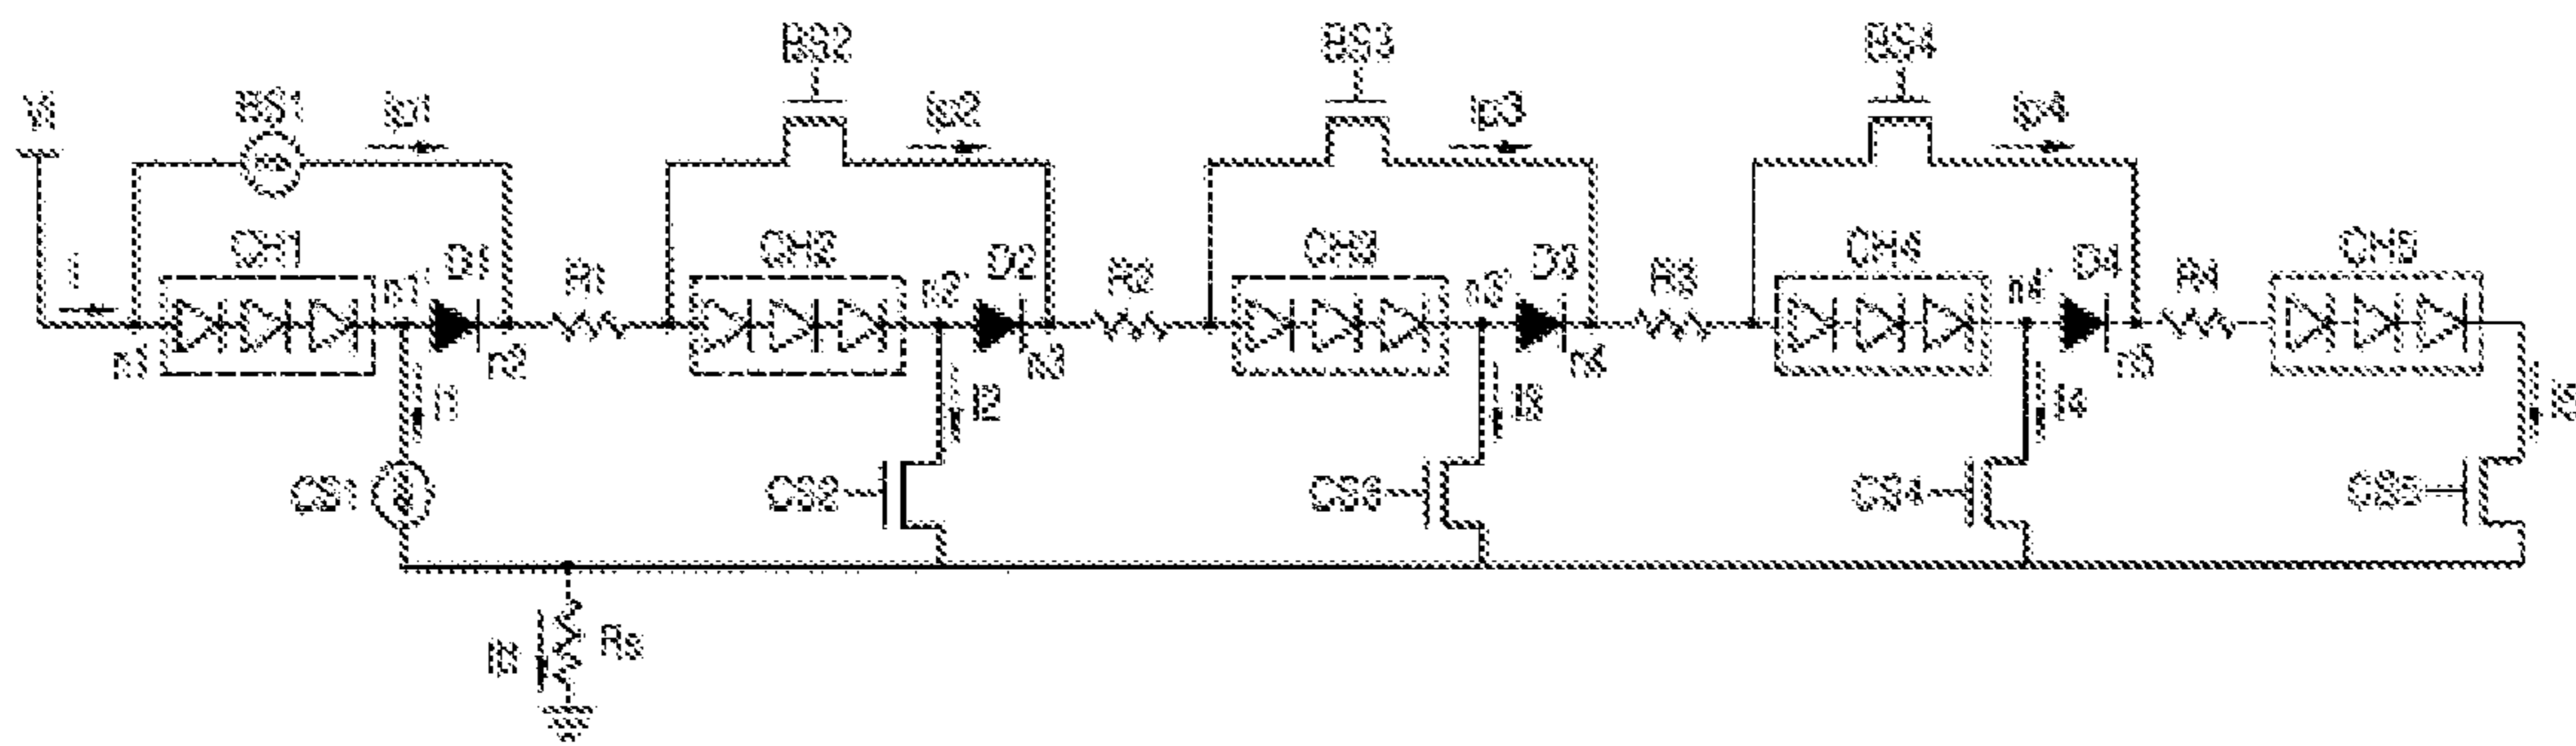 BS2 BS3 BS4
Vi BS1 Ip1 Ip2 Ip3 Ip4
I CH1 n1' D1 R1 CH2 n2' D2 R2 CH3 n3' D3 R3 CH4 n4' D4 R4 CH5
n1 n2 n3 n4 n5
I1 I2 I3 I4 I5
CS1 CS2 CS3 CS4 CS5
Rs